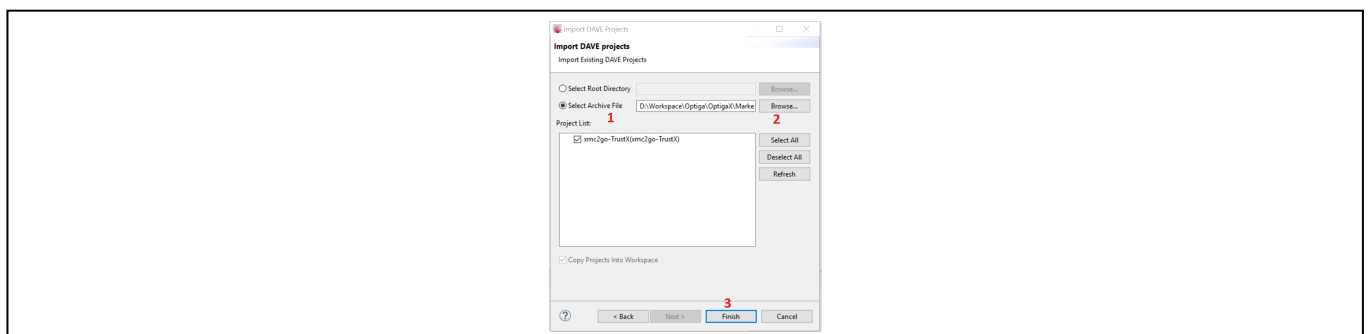 Import DAVE Projects
Import DAVE projects
Import Existing DAVE Projects
Select Root Directory Browse...
Select Archive File D:\Workspace\Optiga\OptigaX\Marke Browse...
1 2
Project List:
xmc2go-TrustX(xmc2go-TrustX) Select All
Deselect All
Refresh
Copy Projects Into Workspace
3
? < Back Next > Finish Cancel